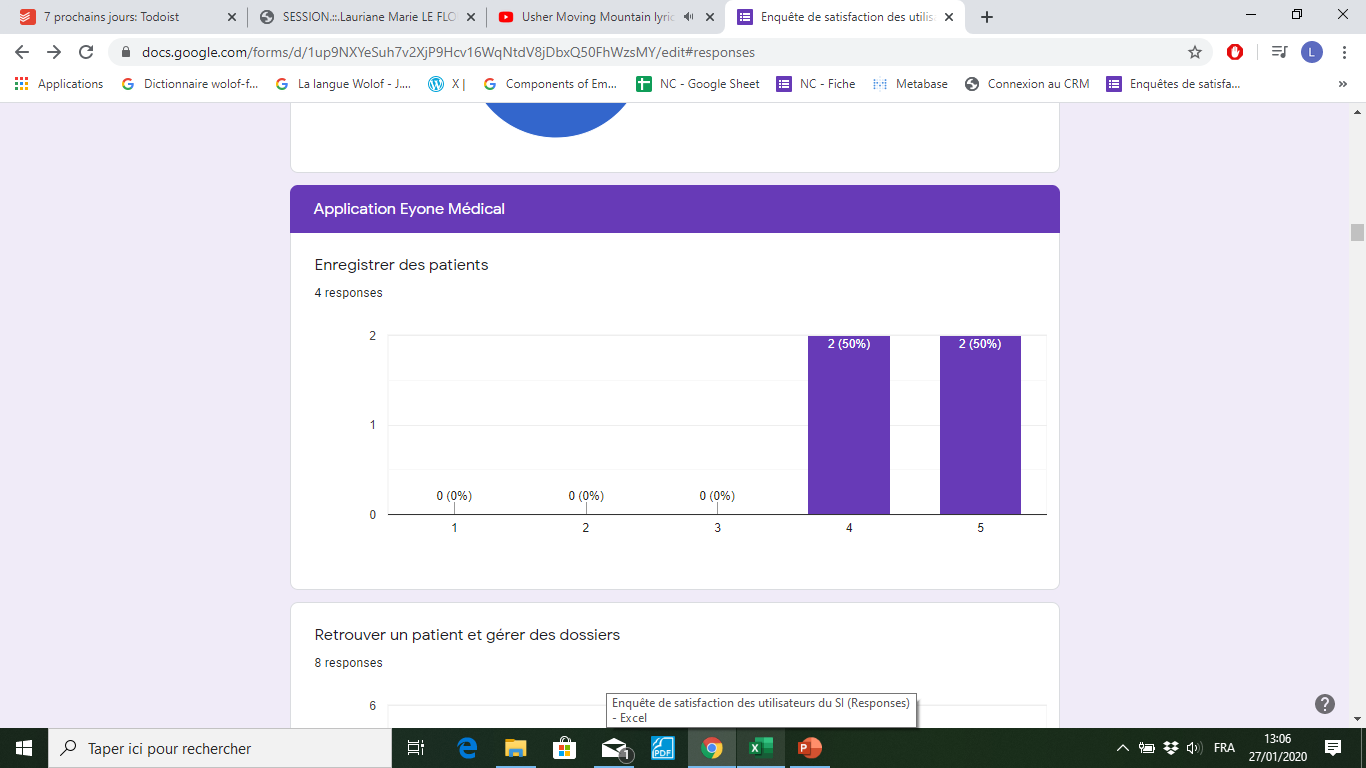 7 prochains jours: Todoist
SESSION.::.Lauriane Marie LE FLO
Usher Moving Mountain lyric
Enquête de satisfaction des utilis
docs.google.com/forms/d/1up9NXYeSuh7v2XjP9Hcv16WqNtdV8jDbxQ50FhWzsMY/edit#responses
L
Applications
Dictionnaire wolof-f...
La langue Wolof - J....
X |
Components of Em...
NC - Google Sheet
NC - Fiche
Metabase
Connexion au CRM
Enquêtes de satisfa...
»
Application Eyone Médical
Enregistrer des patients
4 responses
2
1
0
0 (0%)
0 (0%)
0 (0%)
2 (50%)
2 (50%)
1
2
3
4
5
Retrouver un patient et gérer des dossiers
8 responses
6
Enquête de satisfaction des utilisateurs du SI (Responses)
- Excel
Taper ici pour rechercher
1
PDF
FRA
13:06
27/01/2020